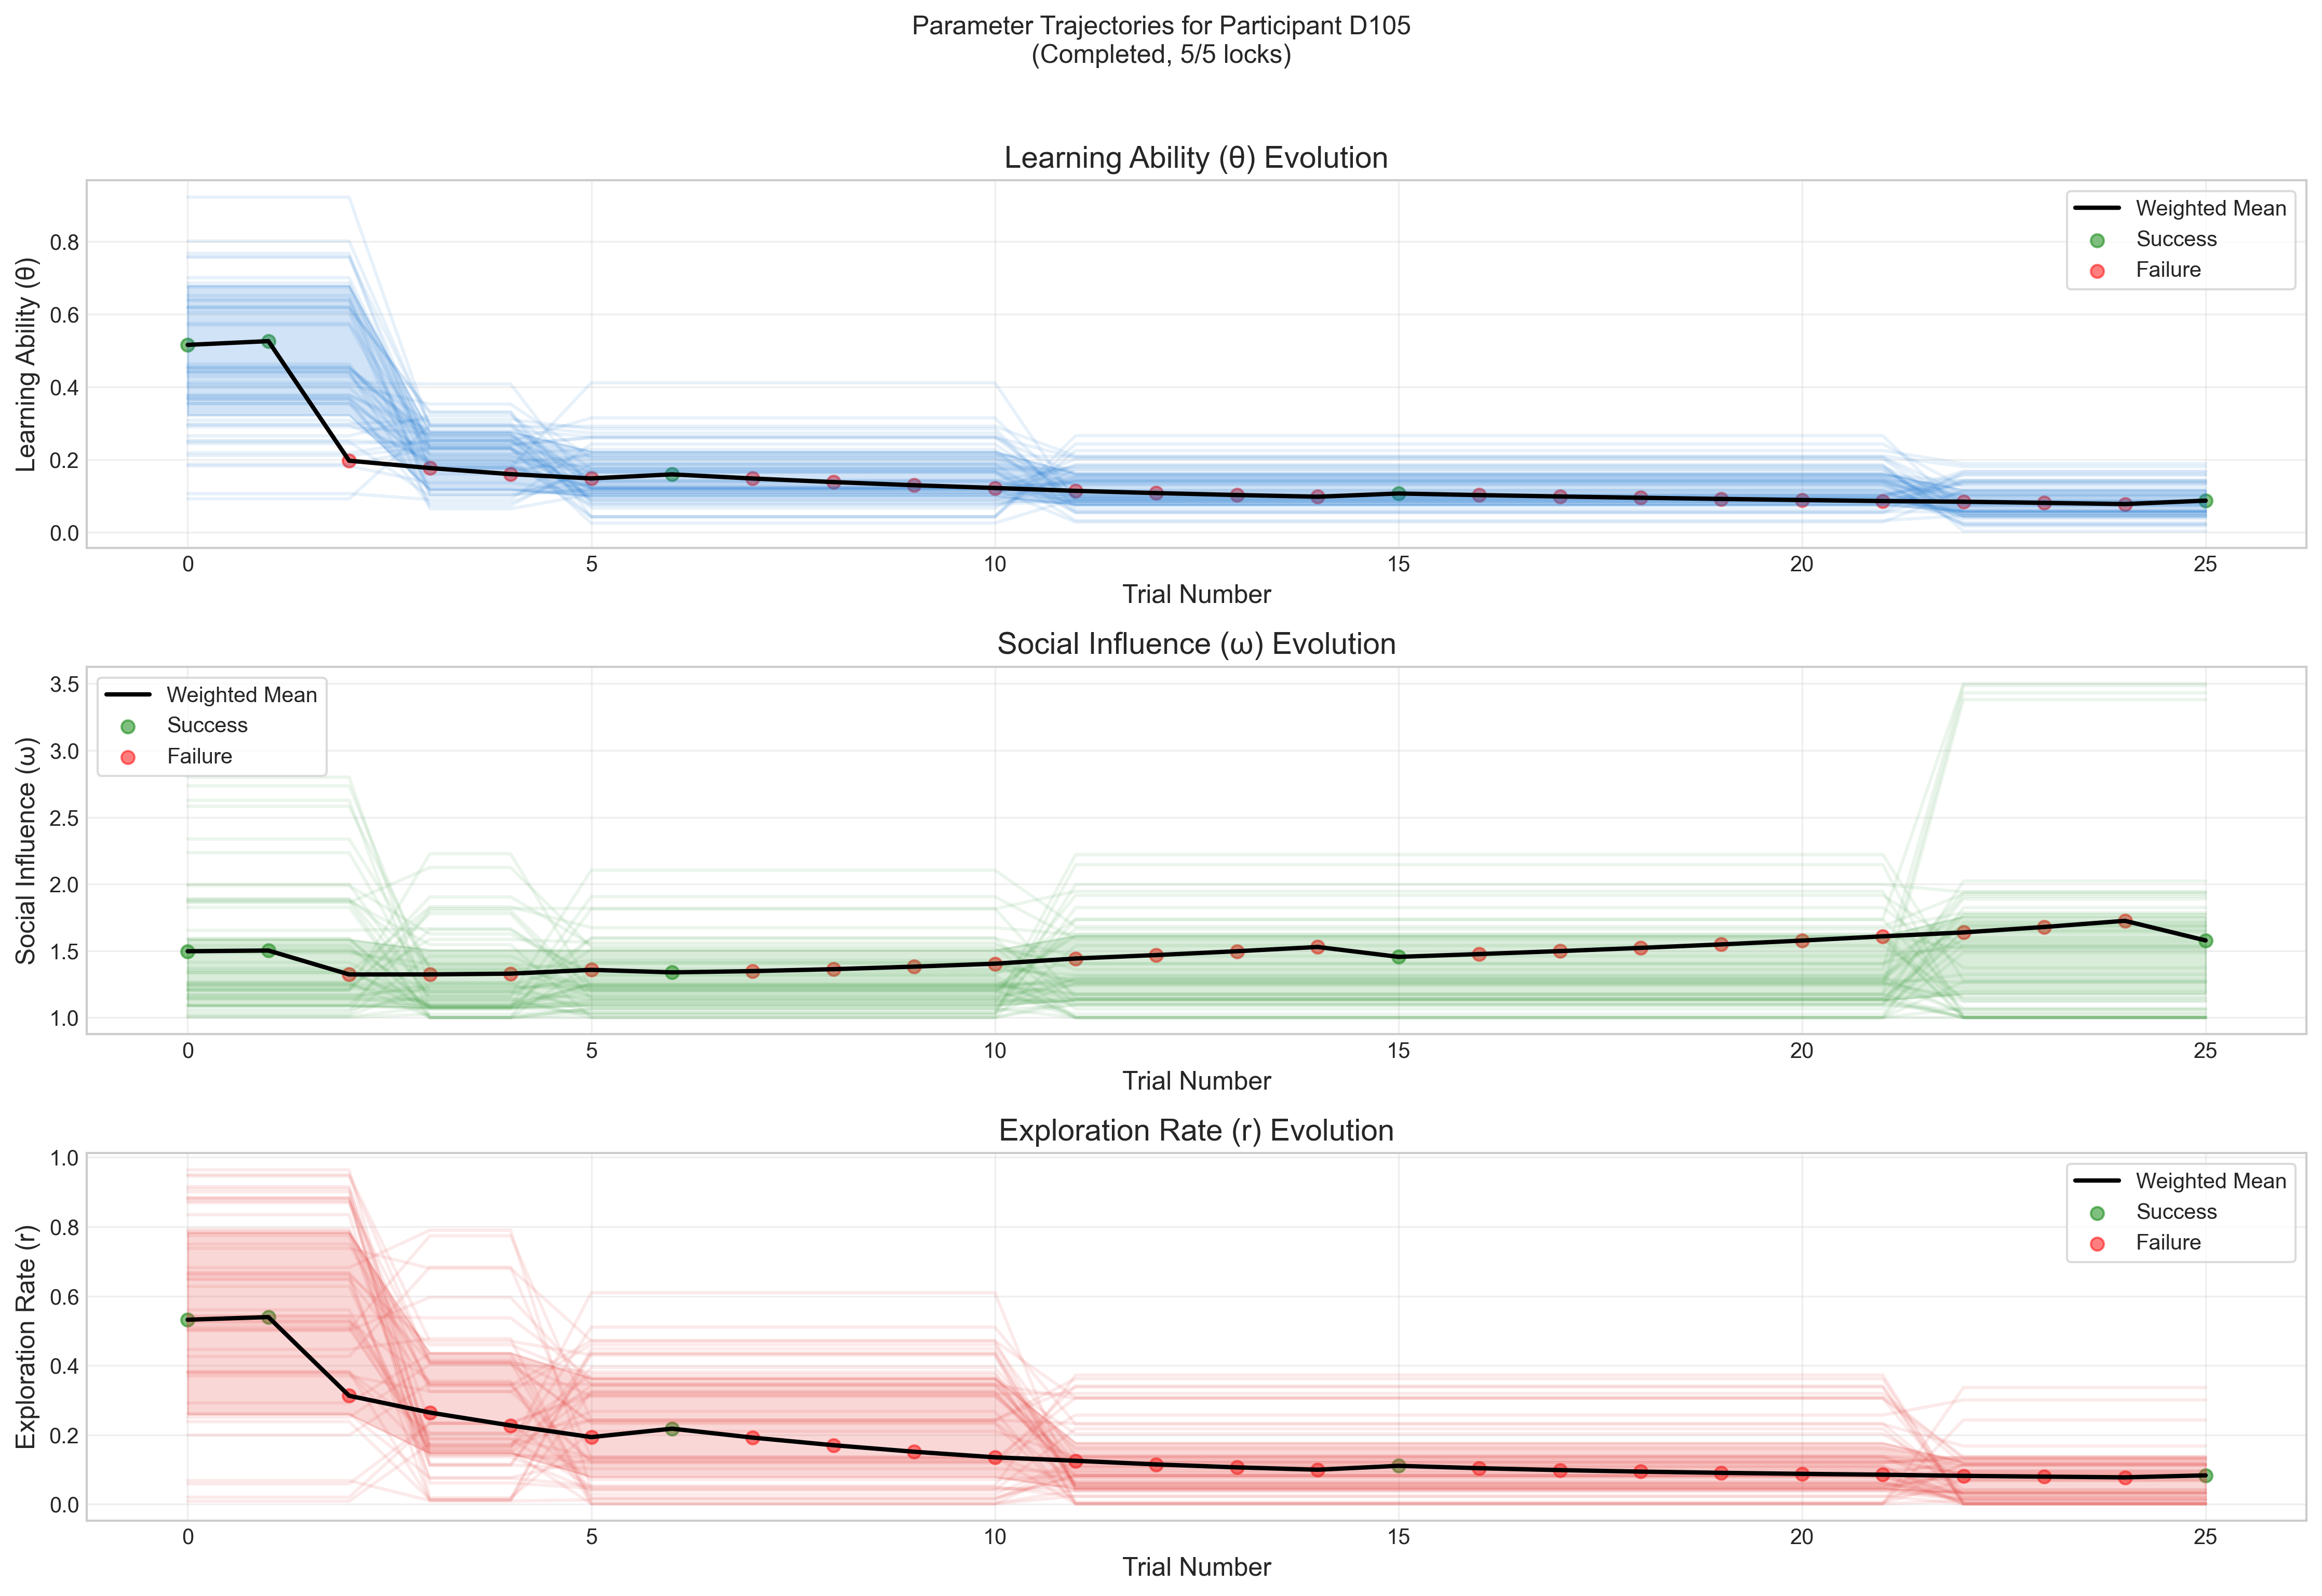 Parameter Trajectories for Participant D105
(Completed, 5/5 locks)
Learning Ability (θ) Evolution
Learning Ability (θ)
0.8
0.6
0.4
0.2
0.0
Weighted Mean
Success
Failure
0 5 10 15 20 25
Trial Number
Social Influence (ω) Evolution
Social Influence (ω)
3.5
3.0
2.5
2.0
1.5
1.0
Weighted Mean
Success
Failure
0 5 10 15 20 25
Trial Number
Exploration Rate (r) Evolution
Exploration Rate (r)
1.0
0.8
0.6
0.4
0.2
0.0
Weighted Mean
Success
Failure
0 5 10 15 20 25
Trial Number